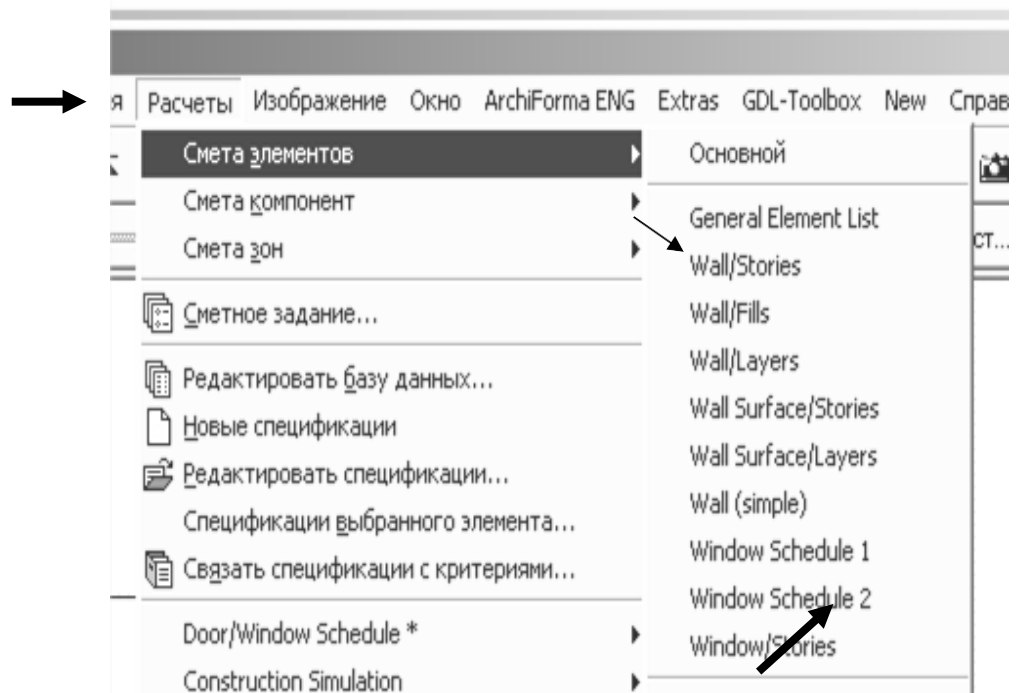 я Расчеты Изображение Окно ArchiForma ENG Extras GDL-Toolbox New Справ
Смета элементов
Смета компонент
Смета зон
Сметное задание...
Редактировать базу данных...
Новые спецификации
Редактировать спецификации...
Спецификации выбранного элемента...
Связать спецификации с критериями...
Door/Window Schedule *
Construction Simulation
Основной
General Element List
Wall/Stories
Wall/Fills
Wall/Layers
Wall Surface/Stories
Wall Surface/Layers
Wall (simple)
Window Schedule 1
Window Schedule 2
Window/Stories
ст...